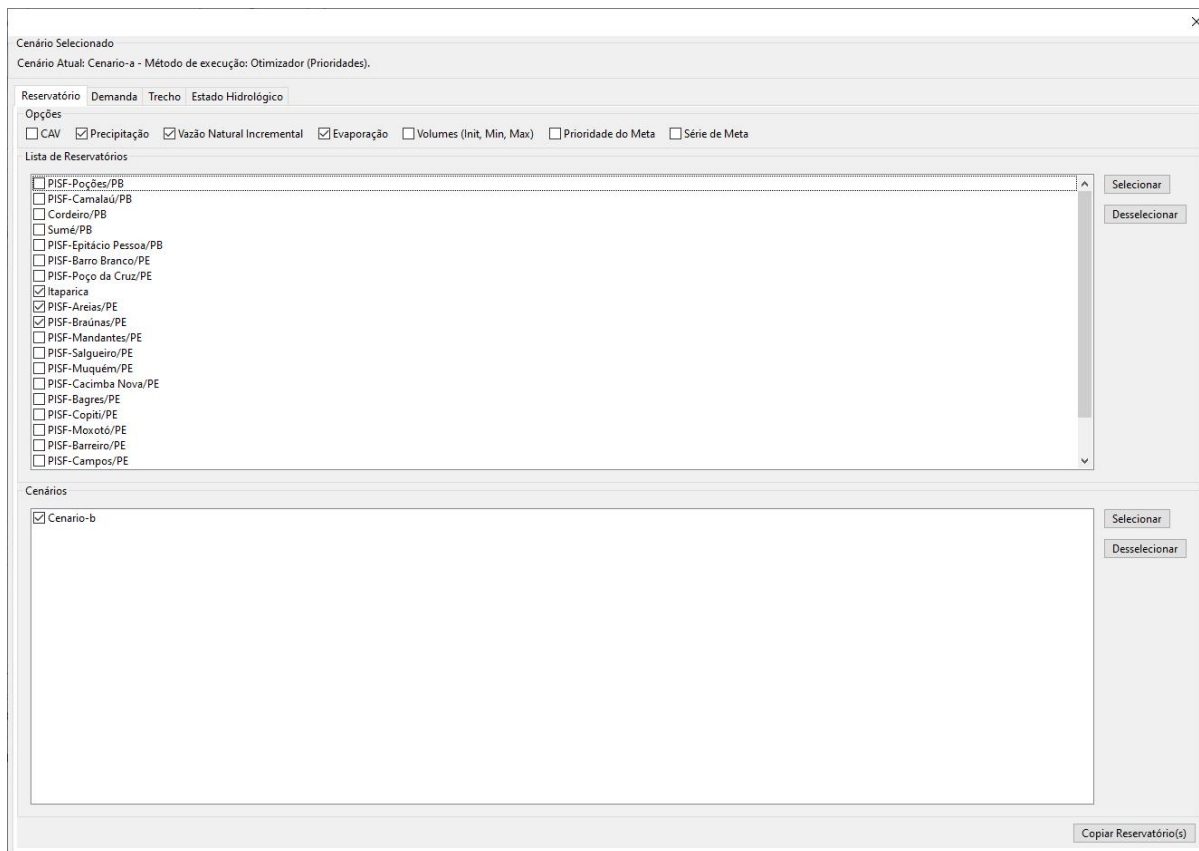 Cenário Selecionado
Cenário Atual: Cenario-a - Método de execução: Otimizador (Prioridades).
Reservatório Demanda Trecho Estado Hidrológico
Opções
CAV Precipitação Vazão Natural Incremental Evaporação Volumes (Init, Min, Max) Prioridade do Meta Série de Meta
Lista de Reservatórios
PISF-Poções/PB
Selecionar
PISF-Camalaú/PB
Cordeiro/PB
Desselecionar
Sumé/PB
PISF-Epitácio Pessoa/PB
PISF-Barro Branco/PE
PISF-Poço da Cruz/PE
Itaparica
PISF-Areias/PE
PISF-Braúnas/PE
PISF-Mandantes/PE
PISF-Salgueiro/PE
PISF-Muquém/PE
PISF-Cacimba Nova/PE
PISF-Bagres/PE
PISF-Copiti/PE
PISF-Moxotó/PE
PISF-Barreiro/PE
PISF-Campos/PE
Cenários
Cenario-b
Selecionar
Desselecionar
Copiar Reservatório(s)